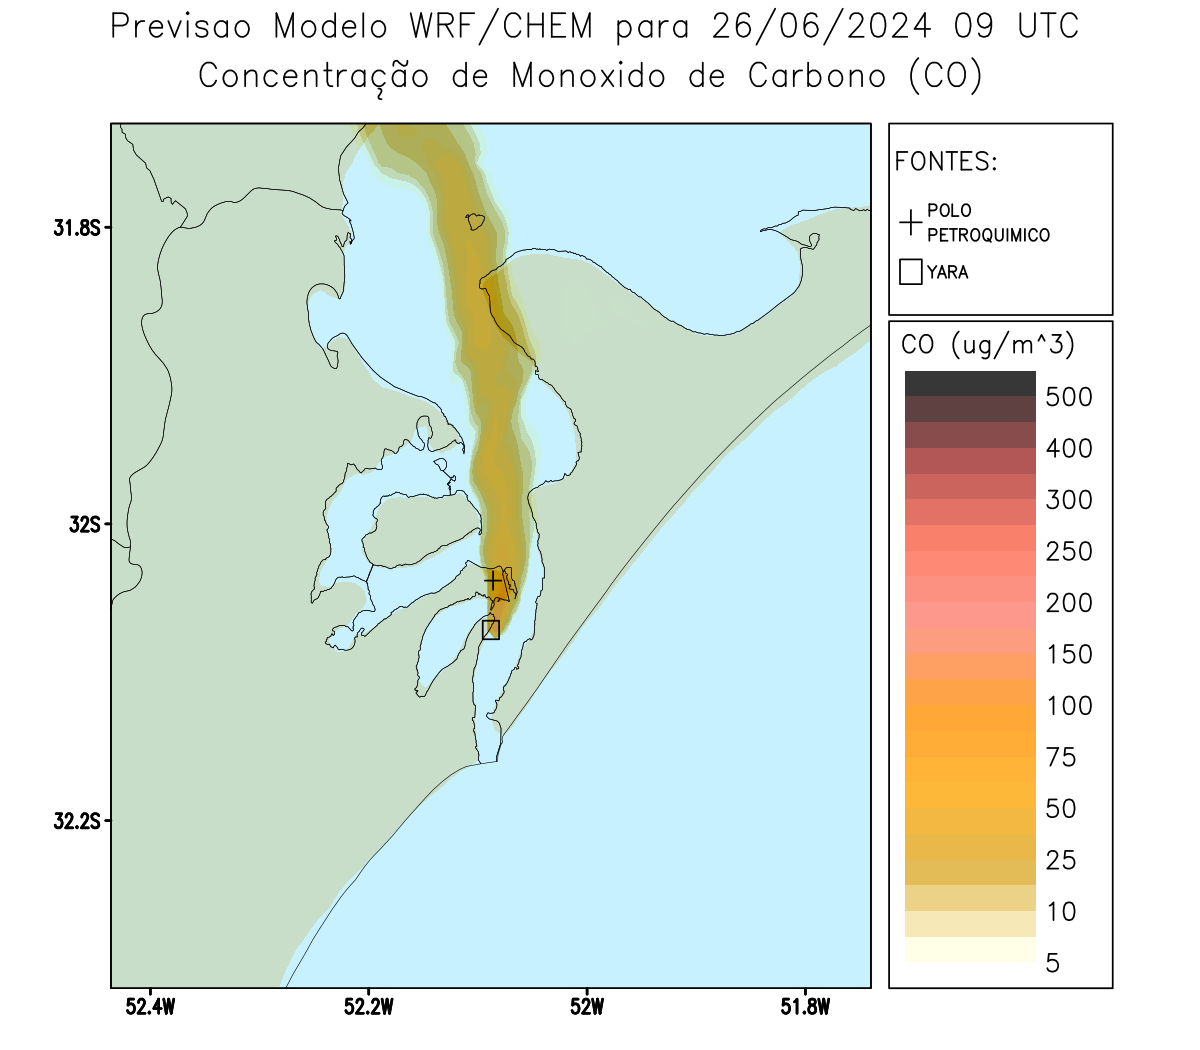 Previsao Modelo WRF/CHEM para 26/06/2024 09 UTC
Concentração de Monoxido de Carbono (CO)
FONTES:
POLO
PETROQUIMICO
YARA
CO (ug/m^3)
500
400
300
250
200
150
100
75
50
25
10
5
31.8S
32S
32.2S
52.4W
52.2W
52W
51.8W